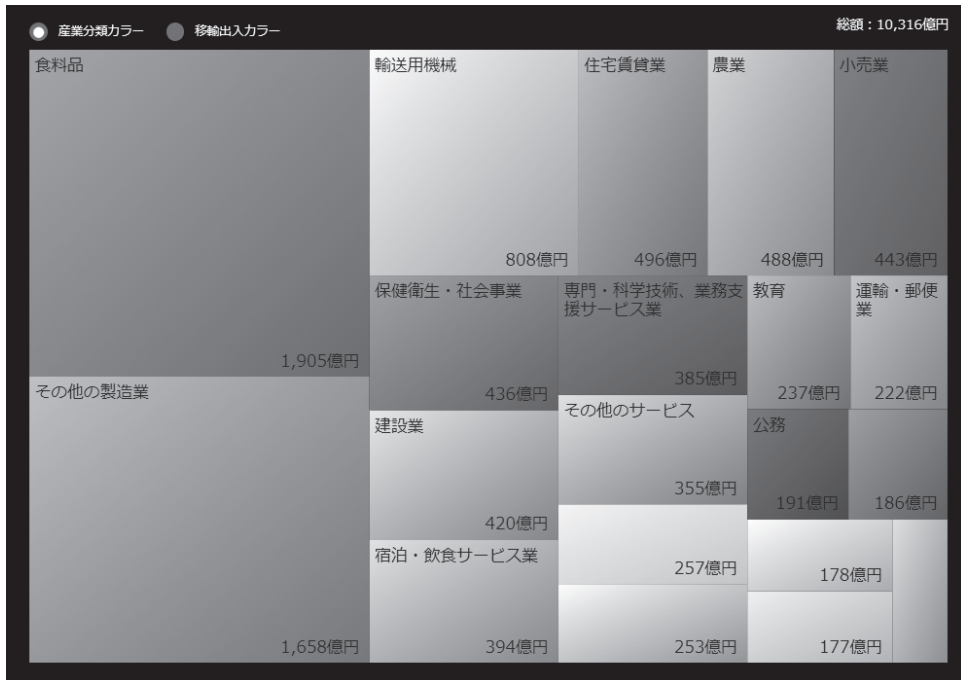 産業分類カラー 移輸出入カラー 総額：10,316億円
食料品
1,905億円
その他の製造業
1,658億円
輸送用機械
808億円
住宅賃貸業
496億円
農業
488億円
小売業
443億円
保健衛生・社会事業
436億円
専門・科学技術、業務支
援サービス業
385億円
教育
237億円
運輸・郵便
業
222億円
建設業
420億円
その他のサービス
355億円
公務
191億円
186億円
宿泊・飲食サービス業
394億円
257億円
253億円
178億円
177億円